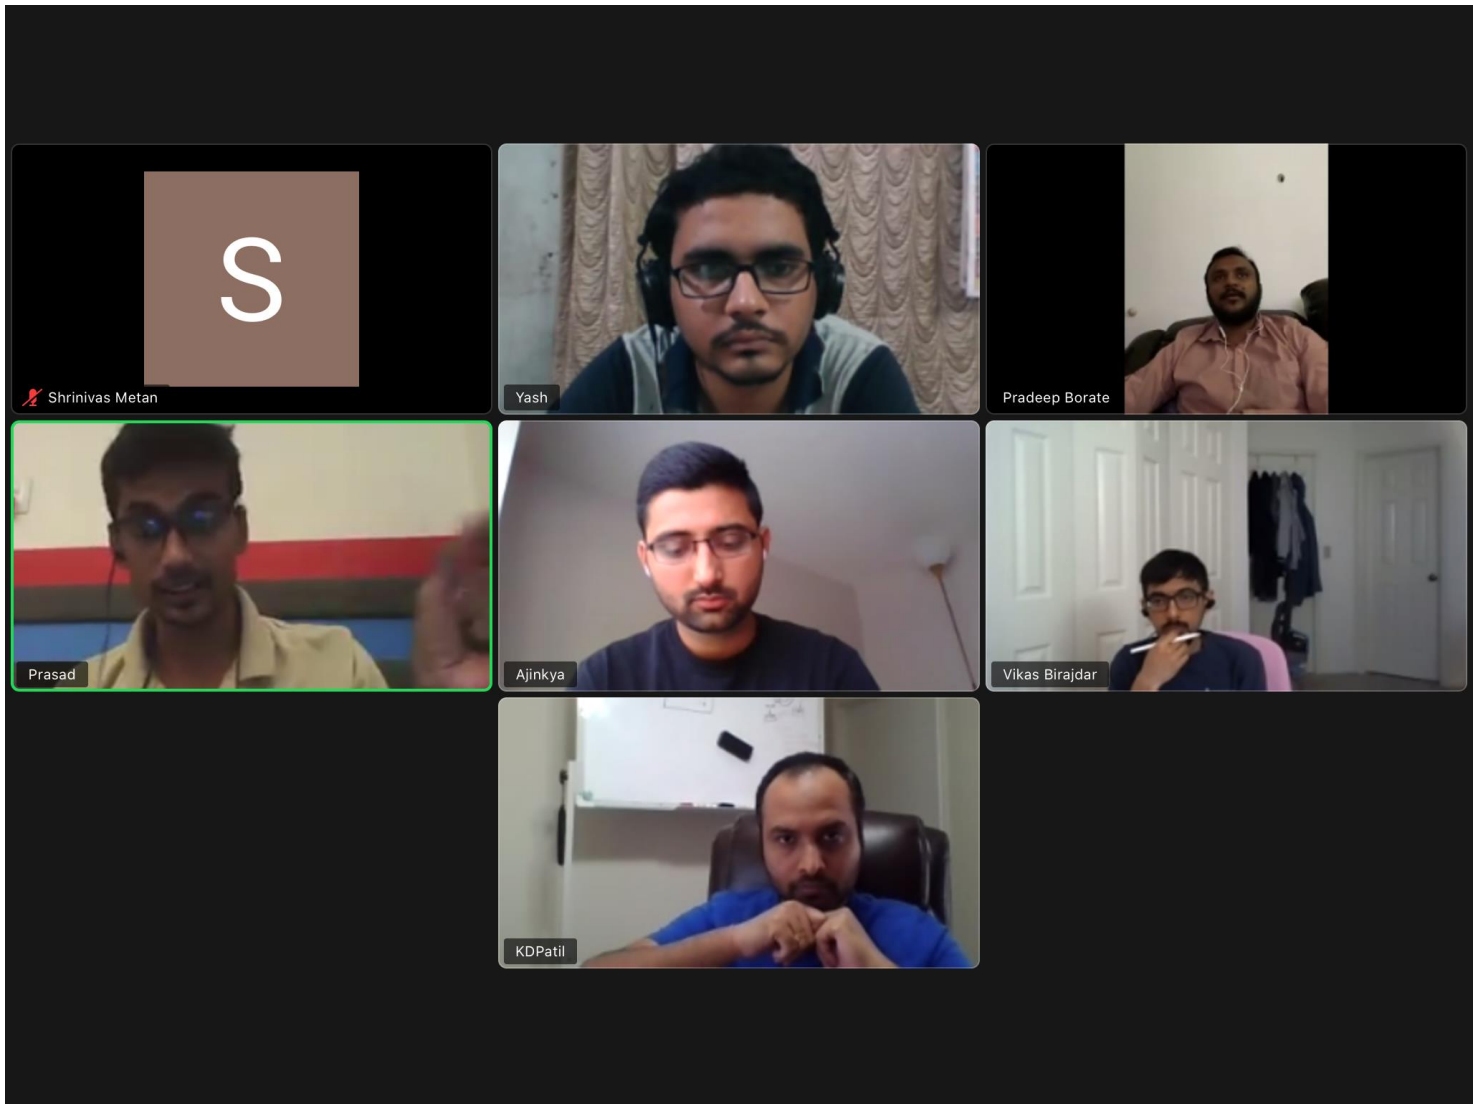 S
Shrinivas Metan
Yash
Pradeep Borate
Prasad
Ajinkya
Vikas Birajdar
KDPatil